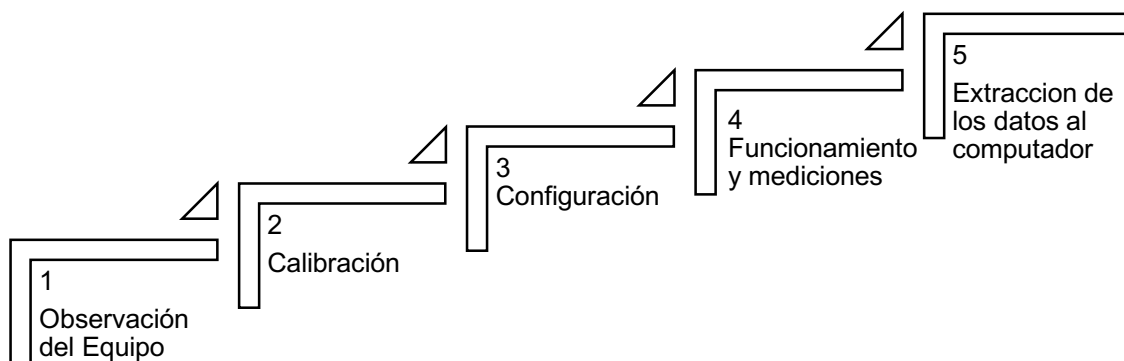 1
Observación
del Equipo
2
Calibración
3
Configuración
4
Funcionamiento
y mediciones
5
Extraccion de
los datos al
computador